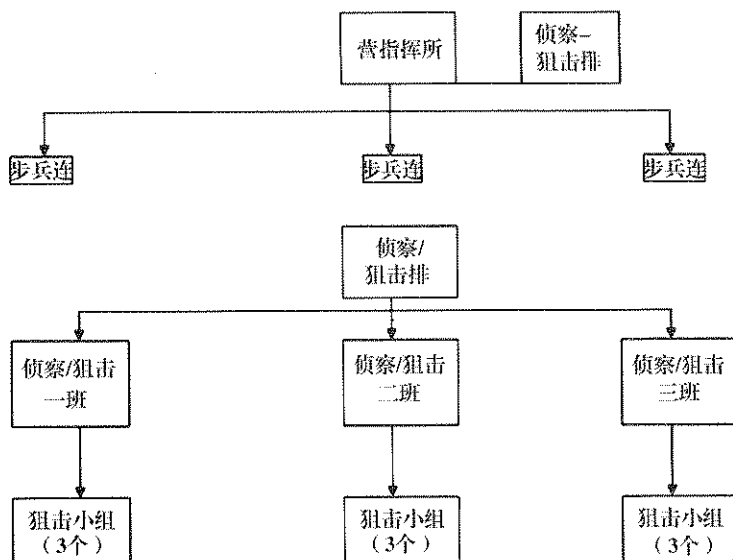 营指挥所
侦察-
狙击排
步兵连
步兵连
步兵连
侦察/
狙击排
侦察/狙击
一班
侦察/狙击
二班
侦察/狙击
三班
狙击小组
（3个）
狙击小组
（3个）
狙击小组
（3个）